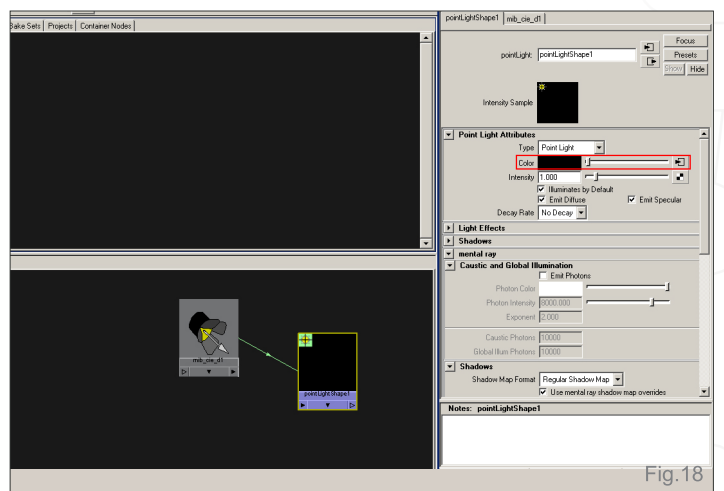 Bake Sets Projects Container Nodes
pointLightShape1 mib_cie_d1
Focus
pointLight: pointLightShape1
Presets
Show Hide
Intensity Sample
Point Light Attributes
Type Point Light
Color
Intensity 1.000
Illuminates by Default
Emit Diffuse Emit Specular
Decay Rate No Decay
Light Effects
Shadows
mental ray
Caustic and Global Illumination
Emit Photons
Photon Color
Photon Intensity 8000.000
Exponent 2.000
Caustic Photons 10000
Global Illum Photons 10000
Shadows
Shadow Map Format Regular Shadow Map
Use mental ray shadow map overrides
Notes: pointLightShape1
mib_cie_d1
pointLightShape1
Fig.18